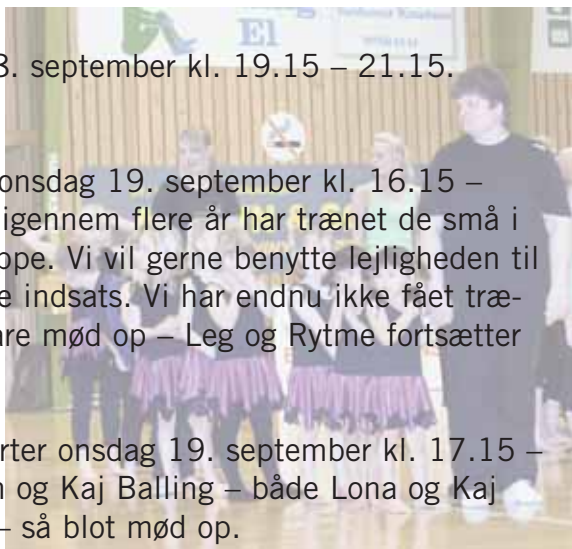 El
3. september kl. 19.15 – 21.15.
onsdag 19. september kl. 16.15 –
igennem flere år har trænet de små i
ppe. Vi vil gerne benytte lejligheden til
e indsats. Vi har endnu ikke fået træ-
are mød op – Leg og Rytme fortsætter
rter onsdag 19. september kl. 17.15 –
n og Kaj Balling – både Lona og Kaj
– så blot mød op.